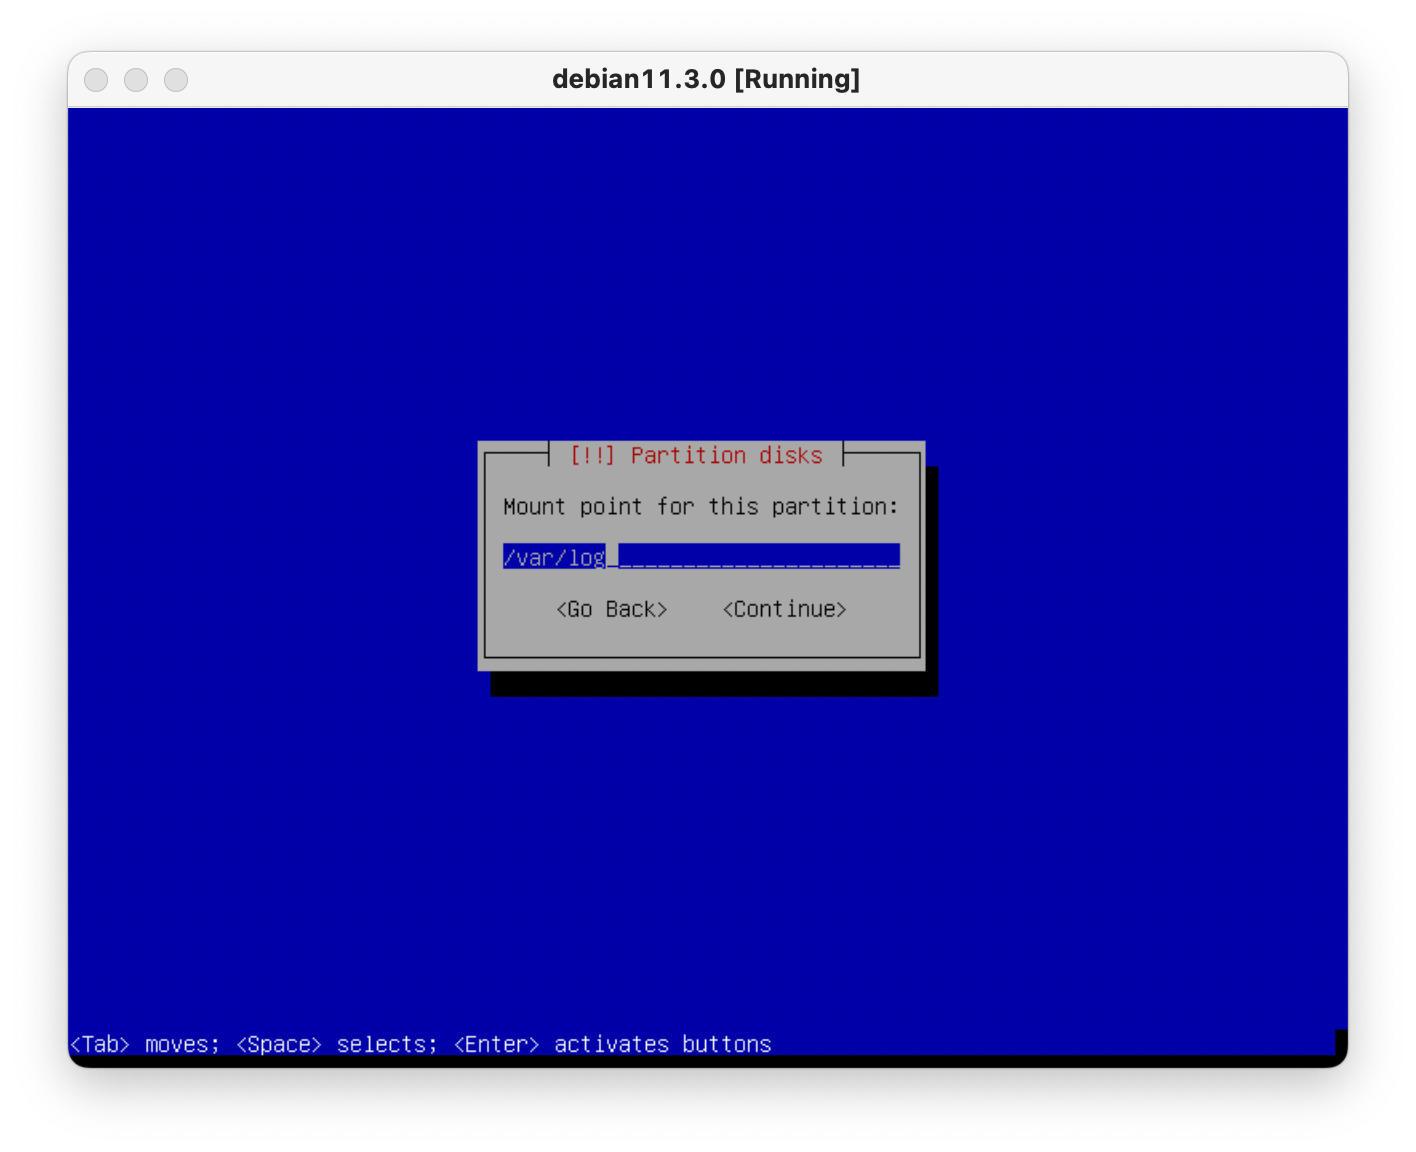 debian11.3.0 [Running]
[!!] Partition disks
Mount point for this partition:
/var/log_______________________
<Go Back> <Continue>
<Tab> moves; <Space> selects; <Enter> activates buttons